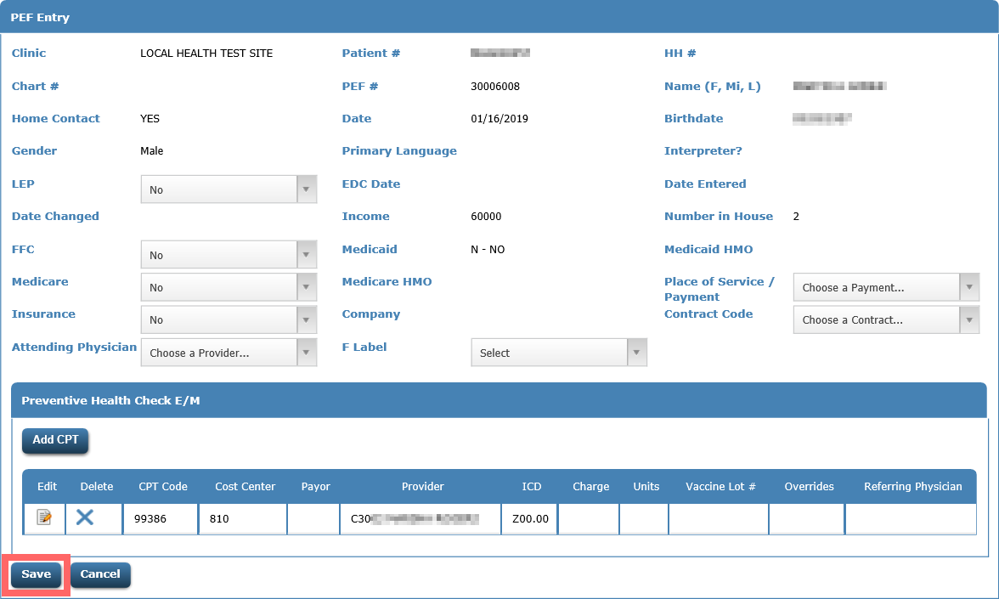 PEF Entry
Clinic LOCAL HEALTH TEST SITE Patient # HH #
Chart # PEF # 30006008 Name (F, Mi, L)
Home Contact YES Date 01/16/2019 Birthdate
Gender Male Primary Language Interpreter?
LEP No EDC Date Date Entered
Date Changed Income 60000 Number in House 2
FFC No Medicaid N - NO Medicaid HMO
Medicare No Medicare HMO Place of Service / Payment Choose a Payment...
Insurance No Company Contract Code Choose a Contract...
Attending Physician Choose a Provider... F Label Select
Preventive Health Check E/M
Add CPT
Edit Delete CPT Code Cost Center Payor Provider ICD Charge Units Vaccine Lot # Overrides Referring Physician
99386 810 C30 Z00.00
Save Cancel